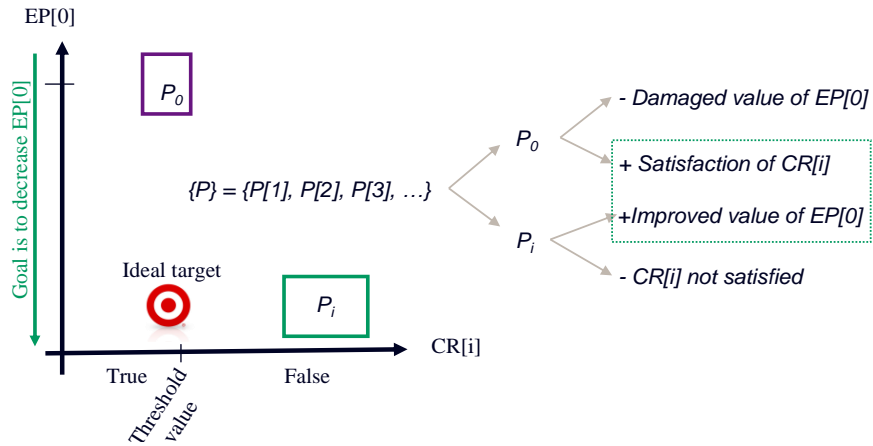 EP[0]
Goal is to decrease EP[0]
P0
{P} = {P[1], P[2], P[3], …}
P0
Pi
- Damaged value of EP[0]
+ Satisfaction of CR[i]
+Improved value of EP[0]
- CR[i] not satisfied
Ideal target
Pi
CR[i]
True
Threshold
value
False